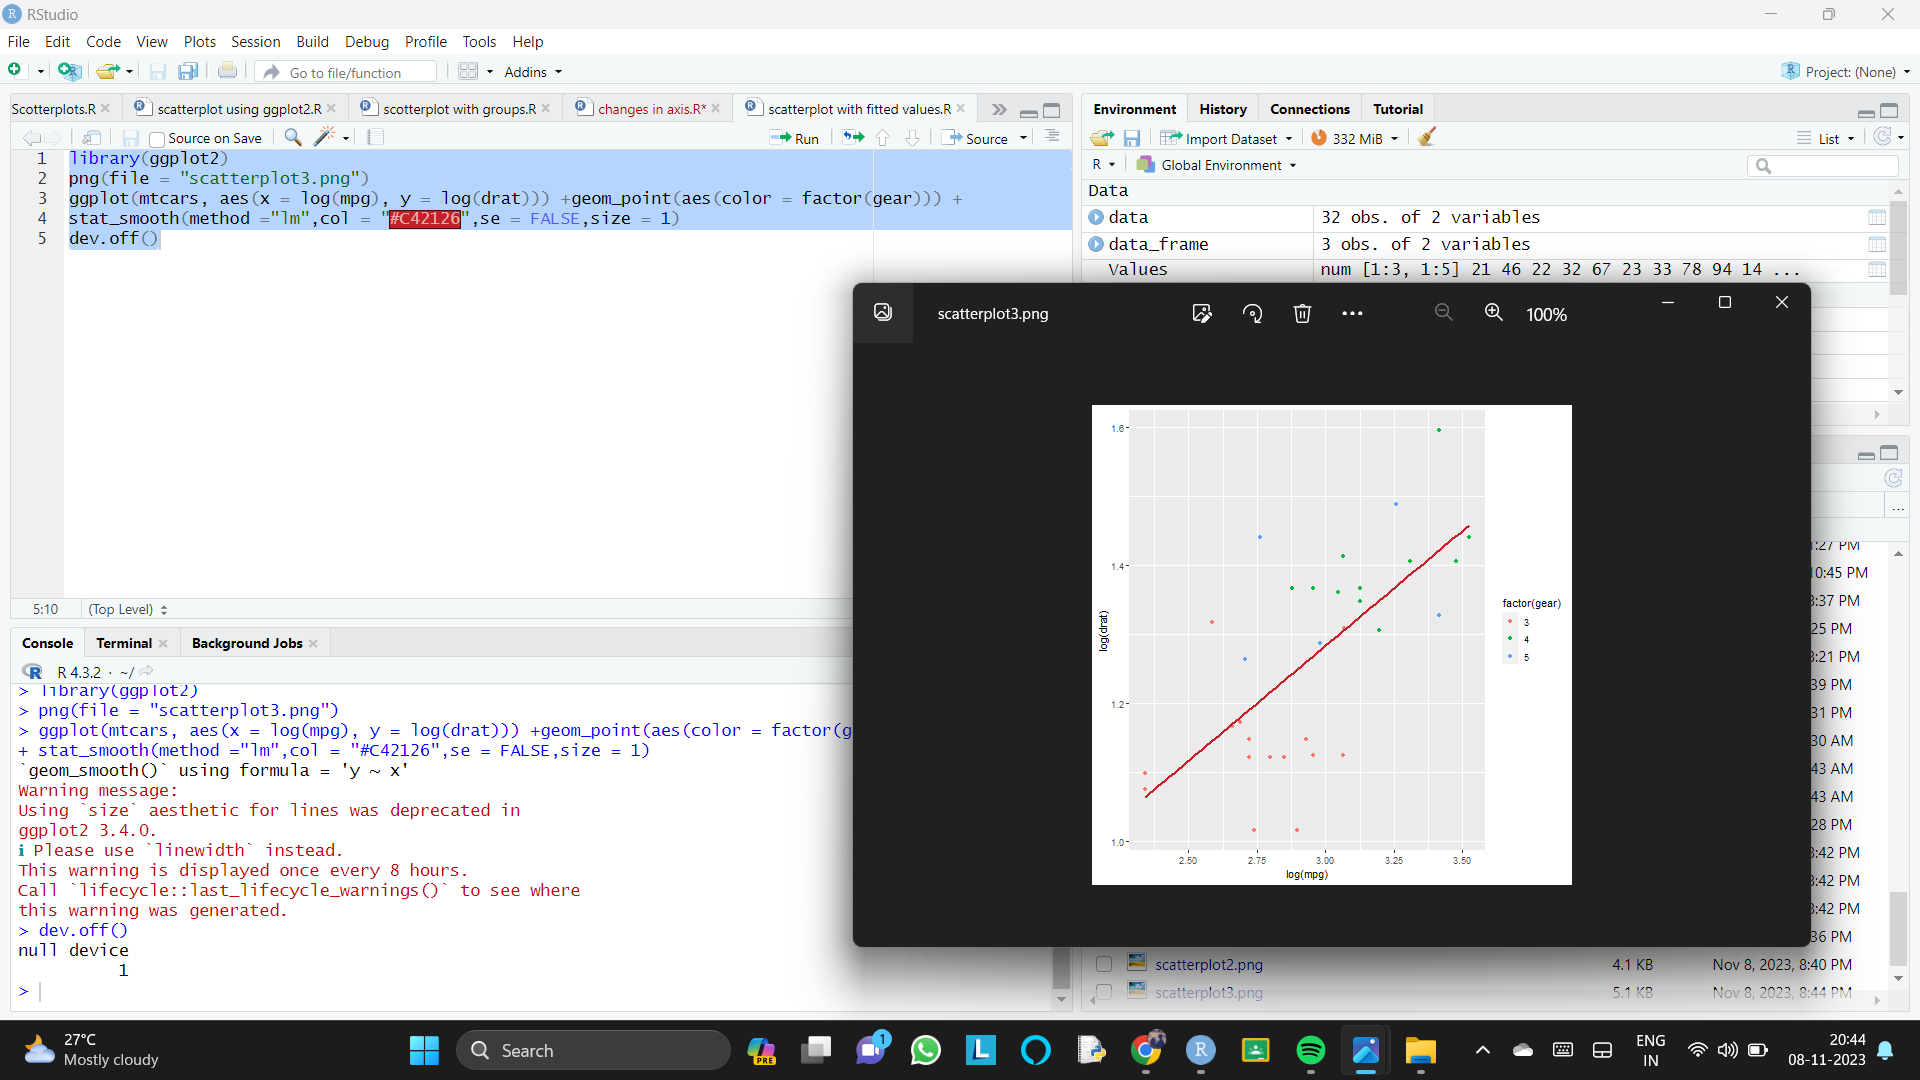 RStudio
File Edit Code View Plots Session Build Debug Profile Tools Help
Go to file/function
Addins
Project: (None)
Scotterplots.R
scatterplot using ggplot2.R
scotterplot with groups.R
changes in axis.R*
scatterplot with fitted values.R
Source on Save
Run
Source
1 library(ggplot2)
2 png(file = "scatterplot3.png")
3 ggplot(mtcars, aes(x = log(mpg), y = log(drat))) +geom_point(aes(color = factor(gear))) +
4 stat_smooth(method ="lm",col = "#C42126",se = FALSE,size = 1)
5 dev.off()
5:10 (Top Level)
Console Terminal Background Jobs
R 4.3.2 · ~/
> library(ggplot2)
> png(file = "scatterplot3.png")
> ggplot(mtcars, aes(x = log(mpg), y = log(drat))) +geom_point(aes(color = factor(g
+ stat_smooth(method ="lm",col = "#C42126",se = FALSE,size = 1)
`geom_smooth()` using formula = 'y ~ x'
Warning message:
Using `size` aesthetic for lines was deprecated in
ggplot2 3.4.0.
ℹ Please use `linewidth` instead.
This warning is displayed once every 8 hours.
Call `lifecycle::last_lifecycle_warnings()` to see where
this warning was generated.
> dev.off()
null device
1
>
Environment History Connections Tutorial
Import Dataset
332 MiB
List
R
Global Environment
Data
data 32 obs. of 2 variables
data_frame 3 obs. of 2 variables
Values num [1:3, 1:5] 21 46 22 32 67 23 33 78 94 14 ...
scatterplot3.png
100%
1.6
1.4
1.2
1.0
log(drat)
2.50 2.75 3.00 3.25 3.50
log(mpg)
factor(gear)
3
4
5
...
1:27 PM
0:45 PM
:37 PM
25 PM
:21 PM
39 PM
31 PM
30 AM
43 AM
43 AM
28 PM
:42 PM
:42 PM
:42 PM
36 PM
scatterplot2.png 4.1 KB Nov 8, 2023, 8:40 PM
scatterplot3.png 5.1 KB Nov 8, 2023, 8:44 PM
27°C
Mostly cloudy
Search
PRE
1
L
R
ENG
IN
20:44
08-11-2023